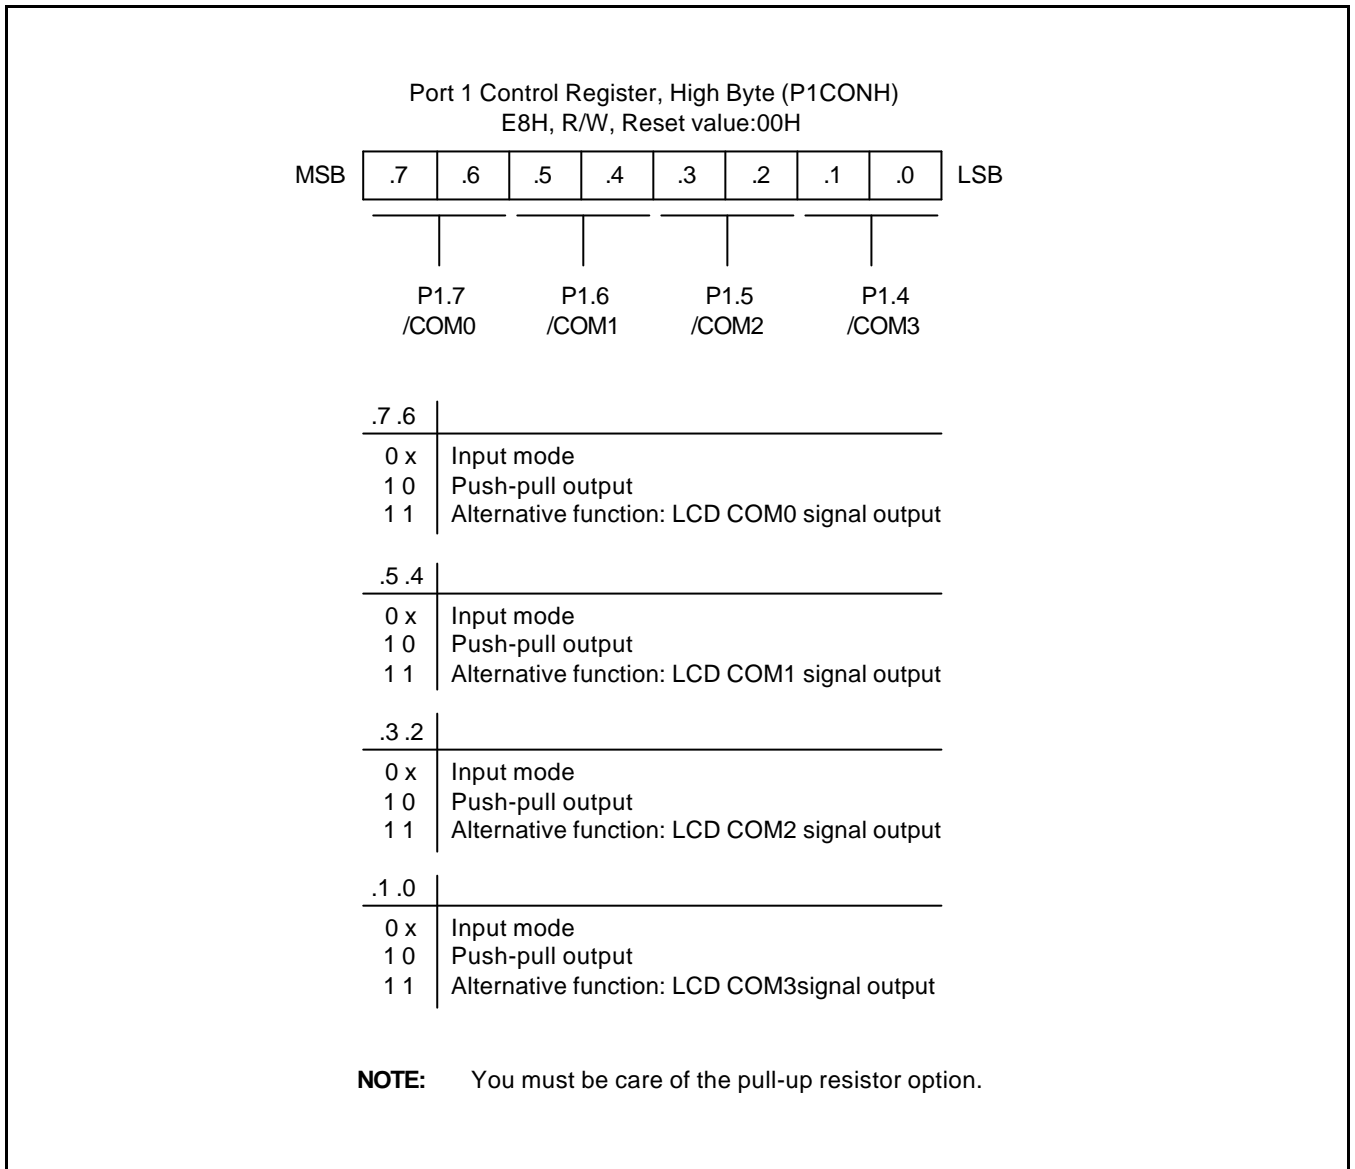 Port 1 Control Register, High Byte (P1CONH)
E8H, R/W, Reset value:00H
MSB .7 .6 .5 .4 .3 .2 .1 .0 LSB
P1.7 P1.6 P1.5 P1.4
/COM0 /COM1 /COM2 /COM3
.7 .6
0 x Input mode
1 0 Push-pull output
1 1 Alternative function: LCD COM0 signal output
.5 .4
0 x Input mode
1 0 Push-pull output
1 1 Alternative function: LCD COM1 signal output
.3 .2
0 x Input mode
1 0 Push-pull output
1 1 Alternative function: LCD COM2 signal output
.1 .0
0 x Input mode
1 0 Push-pull output
1 1 Alternative function: LCD COM3signal output
NOTE: You must be care of the pull-up resistor option.